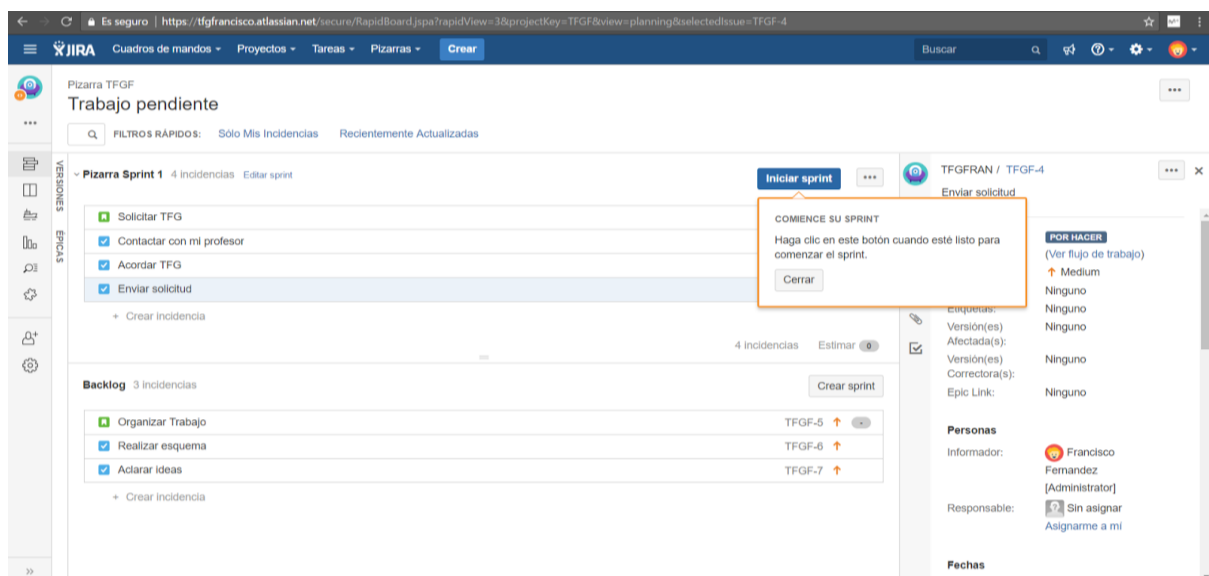 Es seguro | https://tfgfrancisco.atlassian.net/secure/RapidBoard.jspa?rapidView=3&projectKey=TFGF&view=planning&selectedIssue=TFGF-4
JIRA Cuadros de mandos Proyectos Tareas Pizarras Crear Buscar
Pizarra TFGF
Trabajo pendiente
FILTROS RÁPIDOS: Sólo Mis Incidencias Recientemente Actualizadas
VERSIONES
ÉPICAS
Pizarra Sprint 1 4 incidencias Editar sprint Iniciar sprint
Solicitar TFG
Contactar con mi profesor
Acordar TFG
Enviar solicitud
+ Crear incidencia
4 incidencias Estimar 0
COMIENCE SU SPRINT
Haga clic en este botón cuando esté listo para
comenzar el sprint.
Cerrar
Backlog 3 incidencias Crear sprint
Organizar Trabajo TFGF-5 -
Realizar esquema TFGF-6
Aclarar ideas TFGF-7
+ Crear incidencia
TFGFRAN / TFGF-4
Enviar solicitud
POR HACER
(Ver flujo de trabajo)
Medium
Ninguno
Etiquetas: Ninguno
Versión(es) Ninguno
Afectada(s):
Versión(es) Ninguno
Correctora(s):
Epic Link: Ninguno
Personas
Informador: Francisco
Fernandez
[Administrator]
Responsable: Sin asignar
Asignarme a mí
Fechas